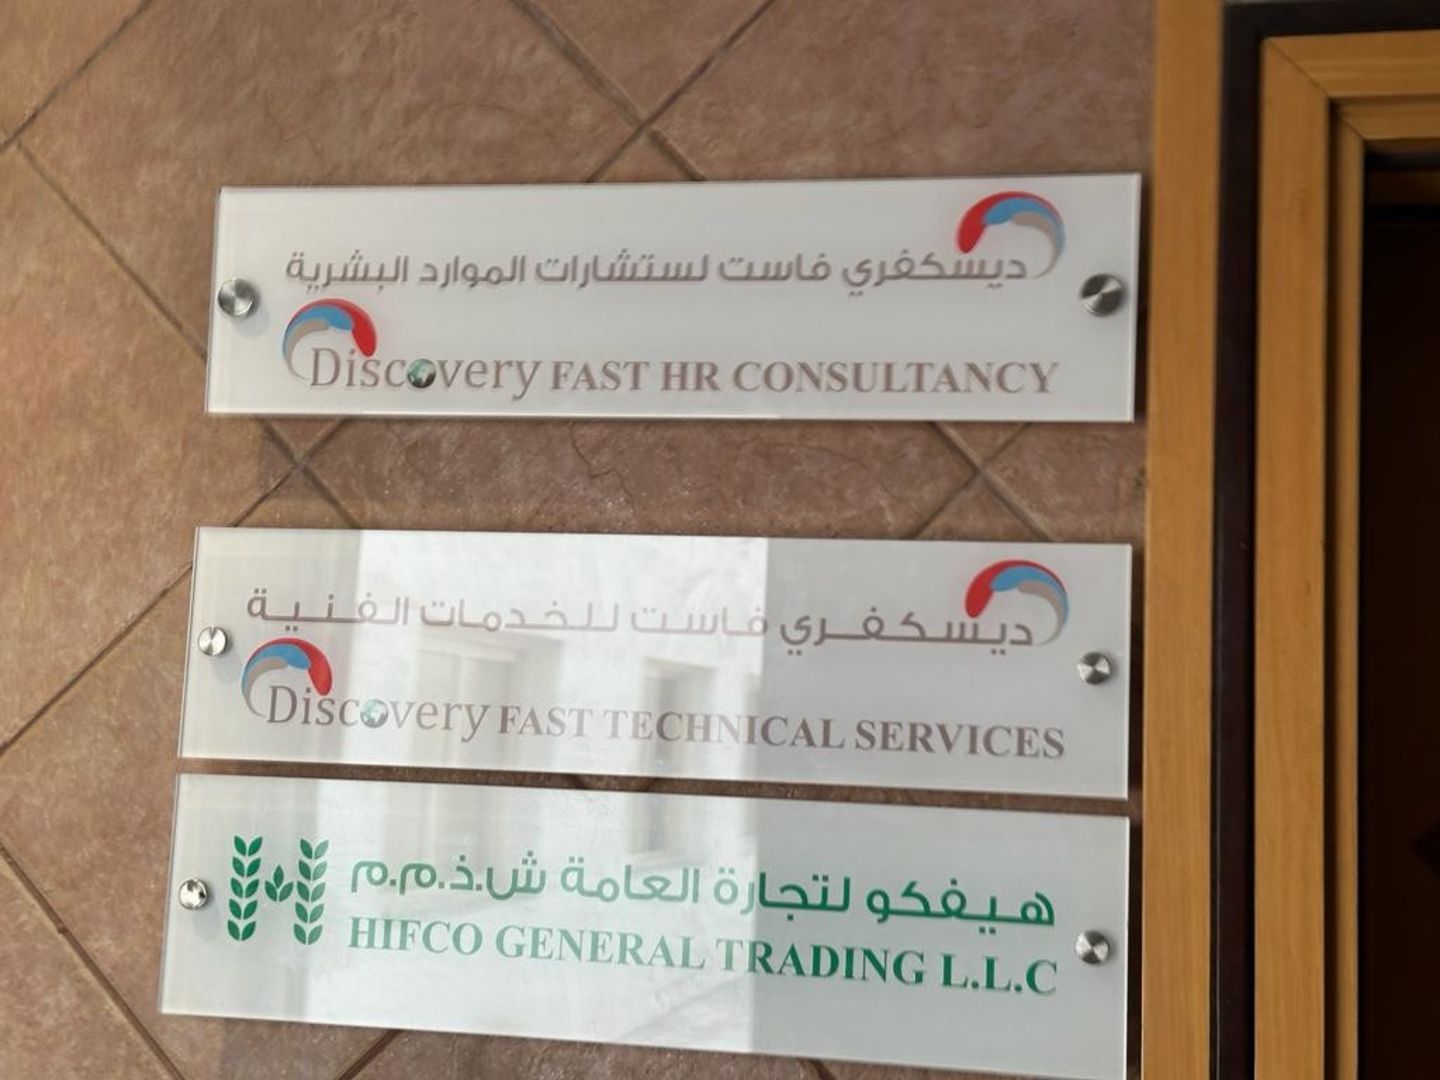 ديسكفري فاست لستشارات الموارد البشرية
Discovery FAST HR CONSULTANCY
ديسكفري فاست للخدمات الفنية
Discovery FAST TECHNICAL SERVICES
هيفكو لتجارة العامة ش.ذ.م.م
HIFCO GENERAL TRADING L.L.C